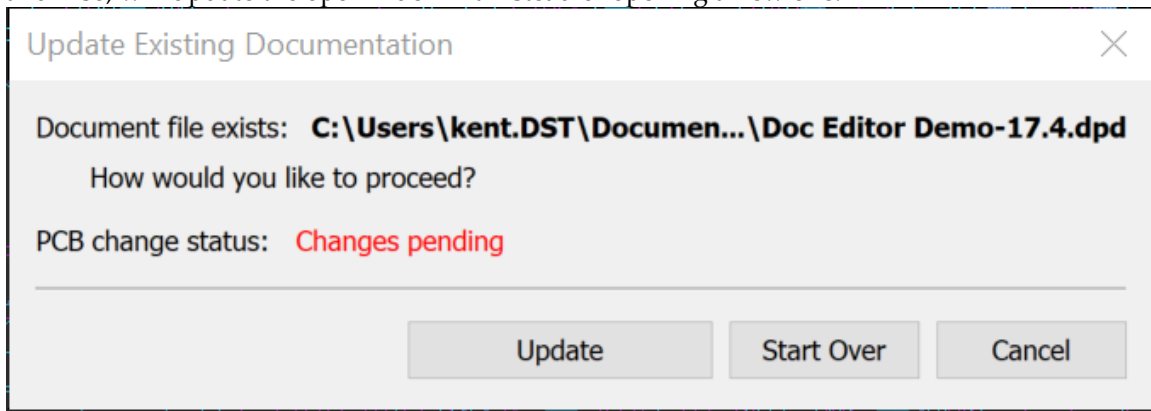 Update Existing Documentation
Document file exists: C:\Users\kent.DST\Documen...\Doc Editor Demo-17.4.dpd
How would you like to proceed?
PCB change status: Changes pending
Update Start Over Cancel